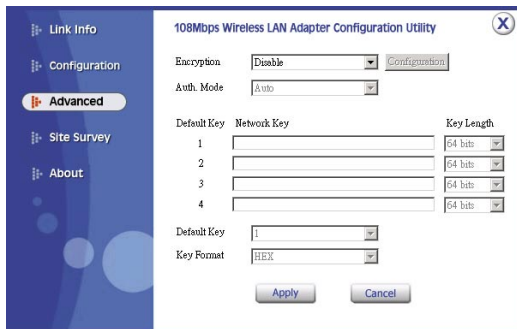 Link Info
Configuration
Advanced
Site Survey
About
108Mbps Wireless LAN Adapter Configuration Utility
X
Encryption Disable Configuration
Auth. Mode Auto
Default Key Network Key Key Length
1 64 bits
2 64 bits
3 64 bits
4 64 bits
Default Key 1
Key Format HEX
Apply Cancel